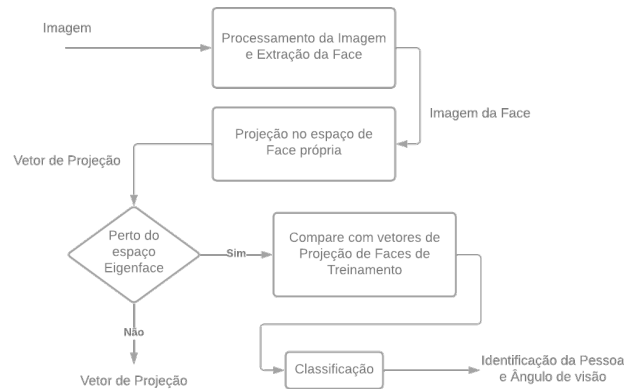 Imagem
Processamento da Imagem
e Extração da Face
Imagem da Face
Projeção no espaço de
Face própria
Vetor de Projeção
Perto do
espaço
Eigenface
Sim
Compare com vetores de
Projeção de Faces de
Treinamento
Não
Vetor de Projeção
Classificação
Identificação da Pessoa
e Ângulo de visão